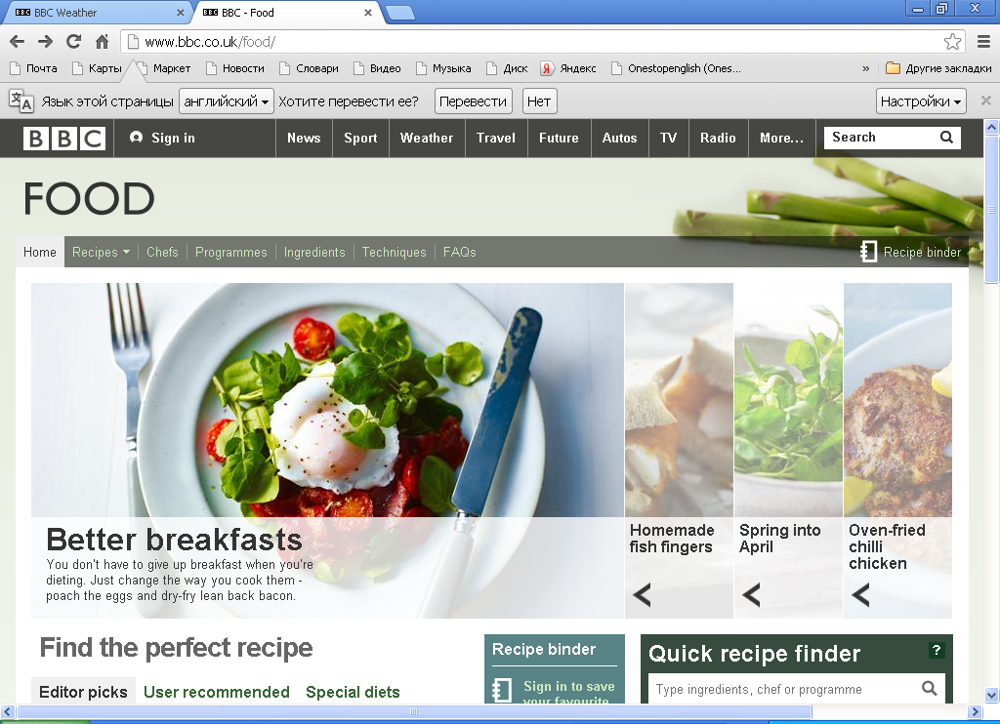 BBC Weather
BBC - Food
www.bbc.co.uk/food/
Почта Карты Маркет Новости Словари Видео Музыка Диск Яндекс Onestopenglish (Ones... » Другие закладки
Язык этой страницы английский Хотите перевести ее? Перевести Нет Настройки
BBC Sign in News Sport Weather Travel Future Autos TV Radio More... Search
FOOD
Home Recipes Chefs Programmes Ingredients Techniques FAQs Recipe binder
Better breakfasts
You don't have to give up breakfast when you're
dieting. Just change the way you cook them -
poach the eggs and dry-fry lean back bacon.
Homemade
fish fingers
Spring into
April
Oven-fried
chilli
chicken
Find the perfect recipe
Editor picks User recommended Special diets
Recipe binder
Sign in to save
your favourite
Quick recipe finder ?
Type ingredients, chef or programme